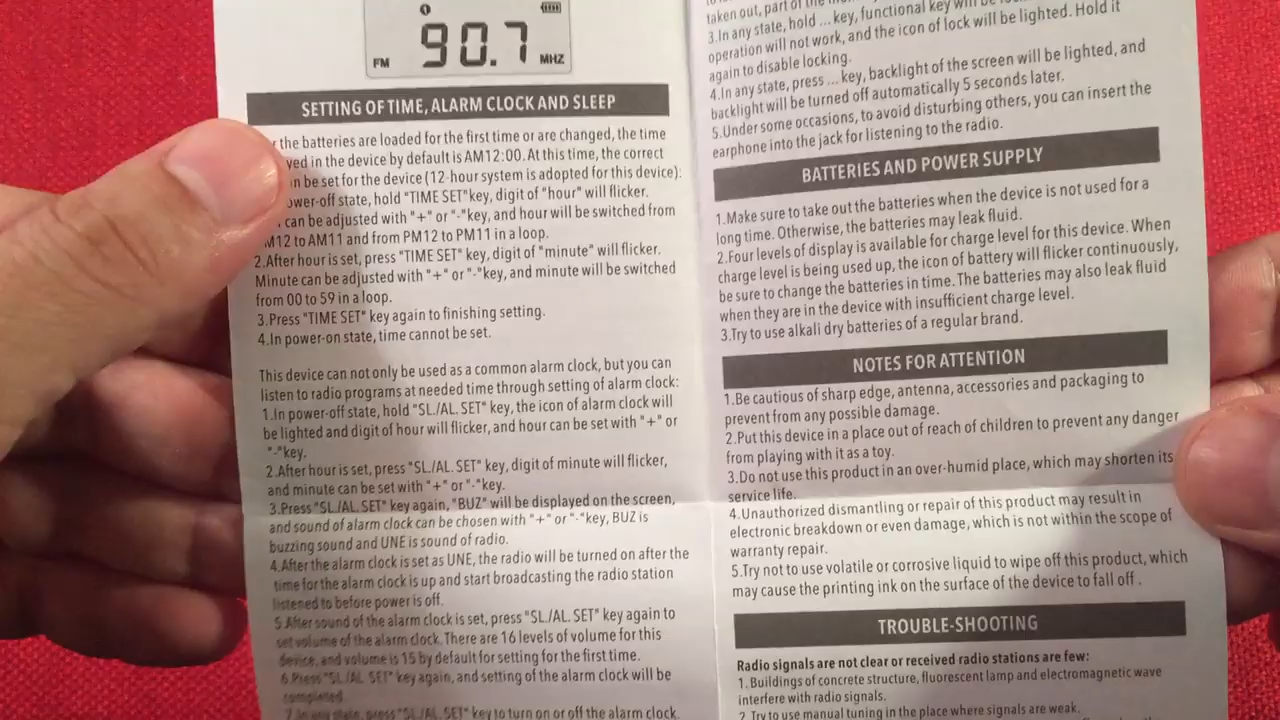 FM 90.7 MHZ
SETTING OF TIME, ALARM CLOCK AND SLEEP
the batteries are loaded for the first time or are changed, the time
in the device by default is AM12:00. At this time, the correct
be set for the device (12-hour system is adopted for this device):
state, hold "TIME SET"key, digit of "hour" will flicker.
can be adjusted with "+" or "-"key, and hour will be switched from
to AM11 and from PM12 to PM11 in a loop.
2.After hour is set, press "TIME SET" key, digit of "minute" will flicker.
Minute can be adjusted with "+" or "-"key, and minute will be switched
from 00 to 59 in a loop.
3.Press "TIME SET" key again to finishing setting.
4.In power-on state, time cannot be set.
This device can not only be used as a common alarm clock, but you can
listen to radio programs at needed time through setting of alarm clock:
1.In power-off state, hold "SL./AL. SET" key, the icon of alarm clock will
be lighted and digit of hour will flicker, and hour can be set with "+" or
"-"key.
2.After hour is set, press "SL./AL. SET" key, digit of minute will flicker,
and minute can be set with "+" or "-"key.
3.Press "SL./AL. SET" key again, "BUZ" will be displayed on the screen,
and sound of alarm clock can be chosen with "+" or "-"key, BUZ is
buzzing sound and UNE is sound of radio.
4.After the alarm clock is set as UNE, the radio will be turned on after the
time for the alarm clock is up and start broadcasting the radio station
listened to before power is off.
5.After sound of the alarm clock is set, press "SL./AL. SET" key again to
set volume of the alarm clock. There are 16 levels of volume for this
device, and volume is 15 by default for setting for the first time.
6.Press "SL./AL. SET" key again, and setting of the alarm clock will be
completed.
7.In any state, press "SL./AL. SET" key to turn on or off the alarm clock.
taken out, part of the
3.In any state, hold ... key, functional key will be
operation will not work, and the icon of lock will be lighted. Hold it
again to disable locking.
4.In any state, press ... key, backlight of the screen will be lighted, and
backlight will be turned off automatically 5 seconds later.
5.Under some occasions, to avoid disturbing others, you can insert the
earphone into the jack for listening to the radio.
BATTERIES AND POWER SUPPLY
1.Make sure to take out the batteries when the device is not used for a
long time. Otherwise, the batteries may leak fluid.
2.Four levels of display is available for charge level for this device. When
charge level is being used up, the icon of battery will flicker continuously,
be sure to change the batteries in time. The batteries may also leak fluid
when they are in the device with insufficient charge level.
3.Try to use alkali dry batteries of a regular brand.
NOTES FOR ATTENTION
1.Be cautious of sharp edge, antenna, accessories and packaging to
prevent from any possible damage.
2.Put this device in a place out of reach of children to prevent any danger
from playing with it as a toy.
3.Do not use this product in an over-humid place, which may shorten its
service life.
4.Unauthorized dismantling or repair of this product may result in
electronic breakdown or even damage, which is not within the scope of
warranty repair.
5.Try not to use volatile or corrosive liquid to wipe off this product, which
may cause the printing ink on the surface of the device to fall off .
TROUBLE-SHOOTING
Radio signals are not clear or received radio stations are few:
1.Buildings of concrete structure, fluorescent lamp and electromagnetic wave
interfere with radio signals.
2.Try to use manual tuning in the place where signals are weak.